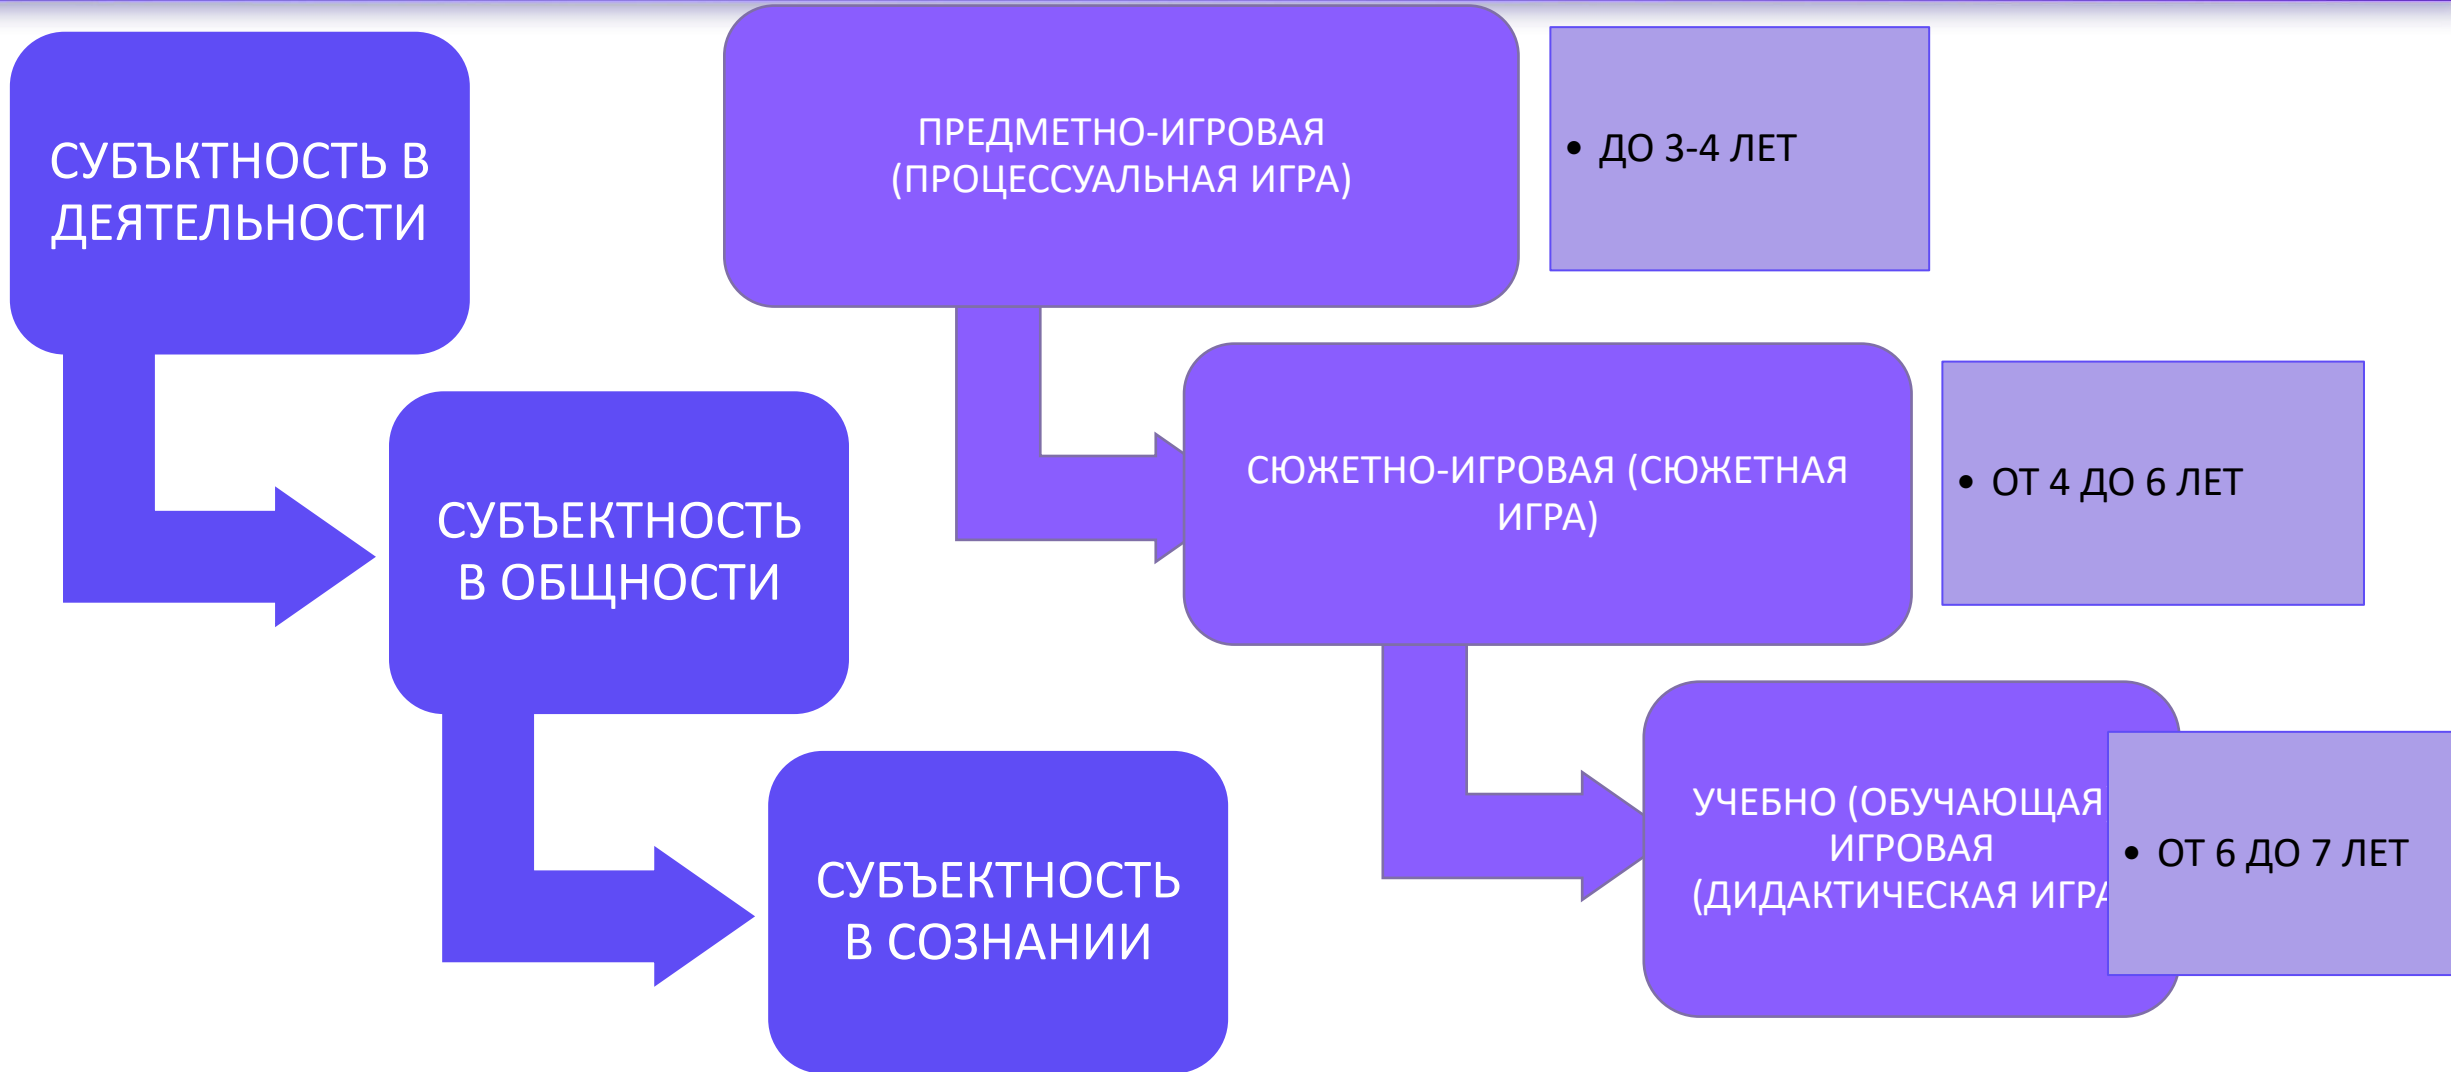 СУБЪКТНОСТЬ В
ДЕЯТЕЛЬНОСТИ
СУБЪЕКТНОСТЬ
В ОБЩНОСТИ
СУБЪЕКТНОСТЬ
В СОЗНАНИИ
ПРЕДМЕТНО-ИГРОВАЯ
(ПРОЦЕССУАЛЬНАЯ ИГРА)
• ДО 3-4 ЛЕТ
СЮЖЕТНО-ИГРОВАЯ (СЮЖЕТНАЯ
ИГРА)
• ОТ 4 ДО 6 ЛЕТ
УЧЕБНО (ОБУЧАЮЩАЯ
ИГРОВАЯ
(ДИДАКТИЧЕСКАЯ
• ОТ 6 ДО 7 ЛЕТ